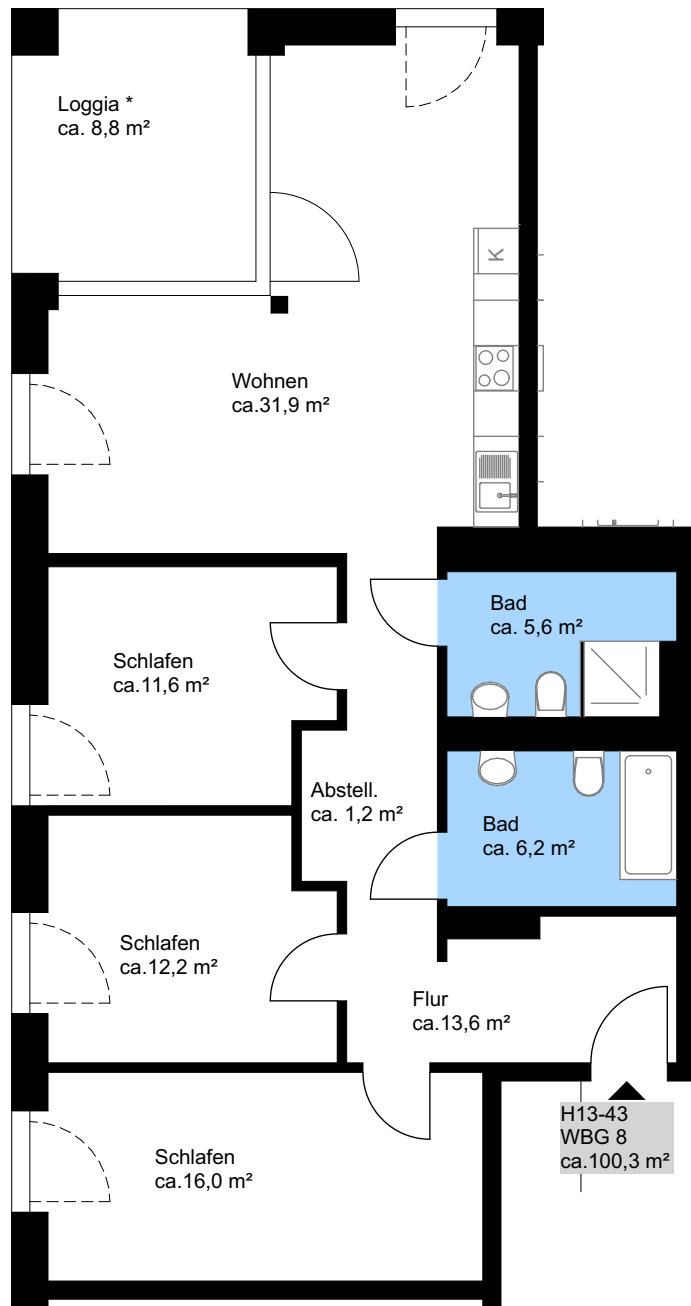 Loggia *
ca. 8,8 m²
K
Wohnen
ca.31,9 m²
Bad
ca. 5,6 m²
Schlafen
ca.11,6 m²
Abstell.
ca. 1,2 m²
Bad
ca. 6,2 m²
Schlafen
ca.12,2 m²
Flur
ca.13,6 m²
Schlafen
ca.16,0 m²
H13-43
WBG 8
ca.100,3 m²